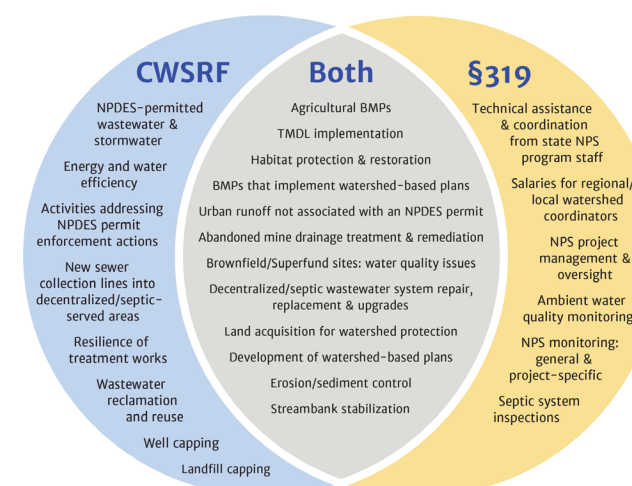 CWSRF
NPDES-permitted
wastewater &
stormwater
Energy and water
efficiency
Activities addressing
NPDES permit
enforcement actions
New sewer
collection lines into
decentralized/septic-
served areas
Resilience of
treatment works
Wastewater
reclamation
and reuse
Well capping
Landfill capping
Both
Agricultural BMPs
TMDL implementation
Habitat protection & restoration
BMPs that implement watershed-based plans
Urban runoff not associated with an NPDES permit
Abandoned mine drainage treatment & remediation
Brownfield/Superfund sites: water quality issues
Decentralized/septic wastewater system repair,
replacement & upgrades
Land acquisition for watershed protection
Development of watershed-based plans
Erosion/sediment control
Streambank stabilization
§319
Technical assistance
& coordination
from state NPS
program staff
Salaries for regional/
local watershed
coordinators
NPS project
management &
oversight
Ambient water
quality monitoring
NPS monitoring:
general &
project-specific
Septic system
inspections